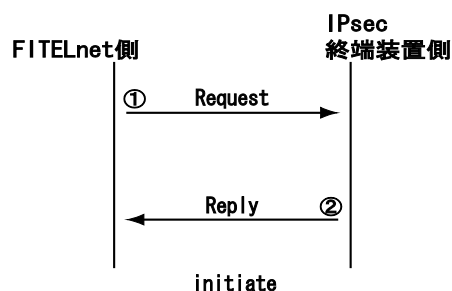 IPsec
FITELnet側 終端装置側
① Request
Reply ②
initiate